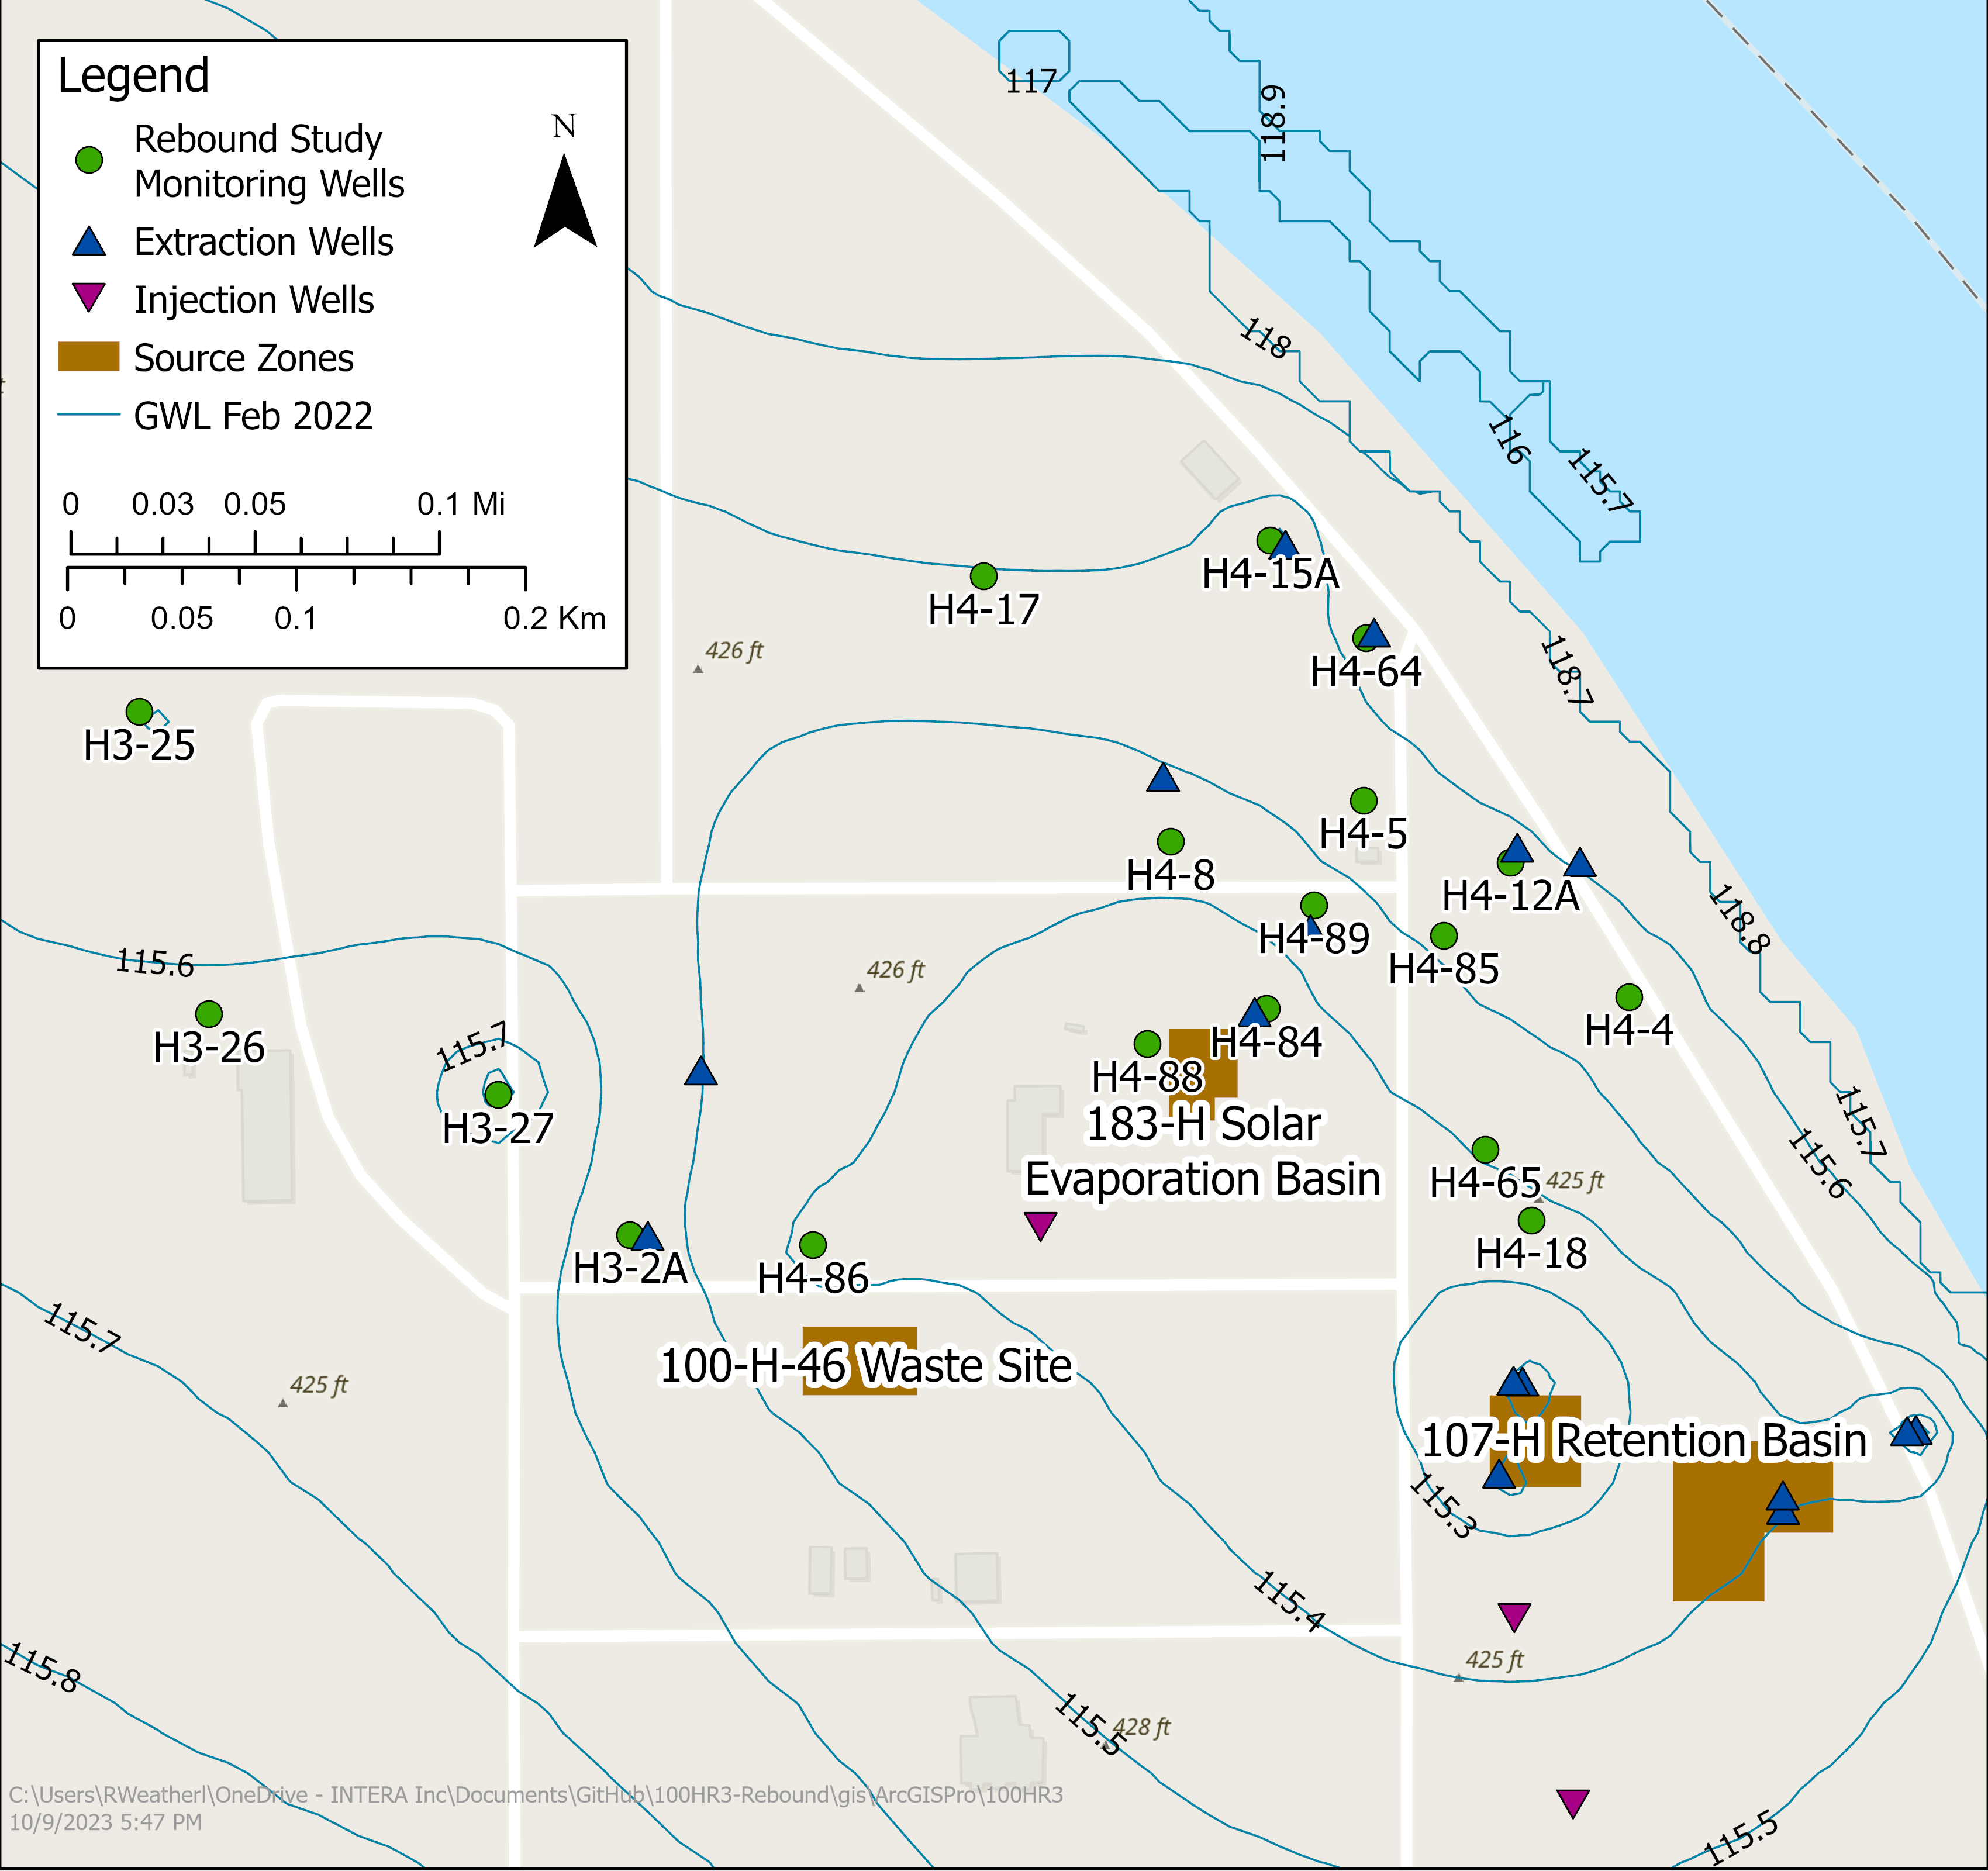 Legend
N
Rebound Study
Monitoring Wells
Extraction Wells
Injection Wells
Source Zones
GWL Feb 2022
0 0.03 0.05 0.1 Mi
0 0.05 0.1 0.2 Km
117
118.9
118
116
115.7
H4-15A
H4-17
426 ft
H4-64
118.7
H3-25
H4-5
H4-8
H4-12A
118.8
H4-89
115.6
H4-85
426 ft
H3-26
H4-4
115.7
H4-84
H4-88
H3-27
183-H Solar
Evaporation Basin
115.7
115.6
H4-65
425 ft
H4-18
H3-2A
H4-86
115.7
100-H-46 Waste Site
425 ft
107-H Retention Basin
115.3
115.4
115.8
425 ft
115.5
428 ft
C:\Users\RWeatherl\OneDrive - INTERA Inc\Documents\GitHub\100HR3-Rebound\gis\ArcGISPro\100HR3
10/9/2023 5:47 PM
115.5